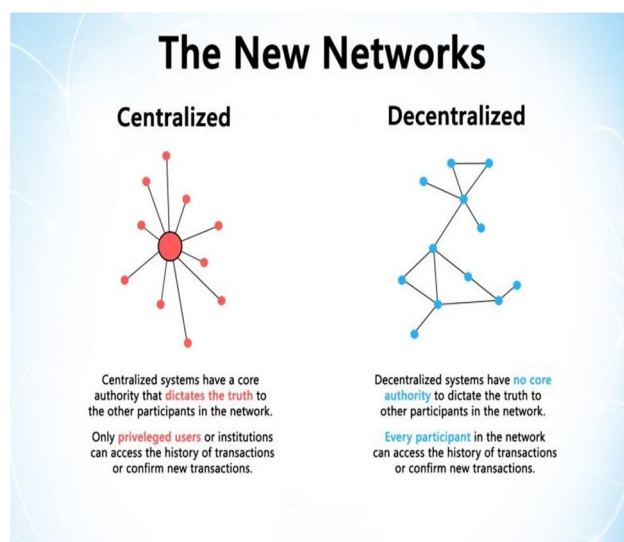 The New Networks
Centralized
Decentralized
Centralized systems have a core
authority that dictates the truth to
the other participants in the network.
Only priveleged users or institutions
can access the history of transactions
or confirm new transactions.
Decentralized systems have no core
authority to dictate the truth to
other participants in the network.
Every participant in the network
can access the history of transactions
or confirm new transactions.